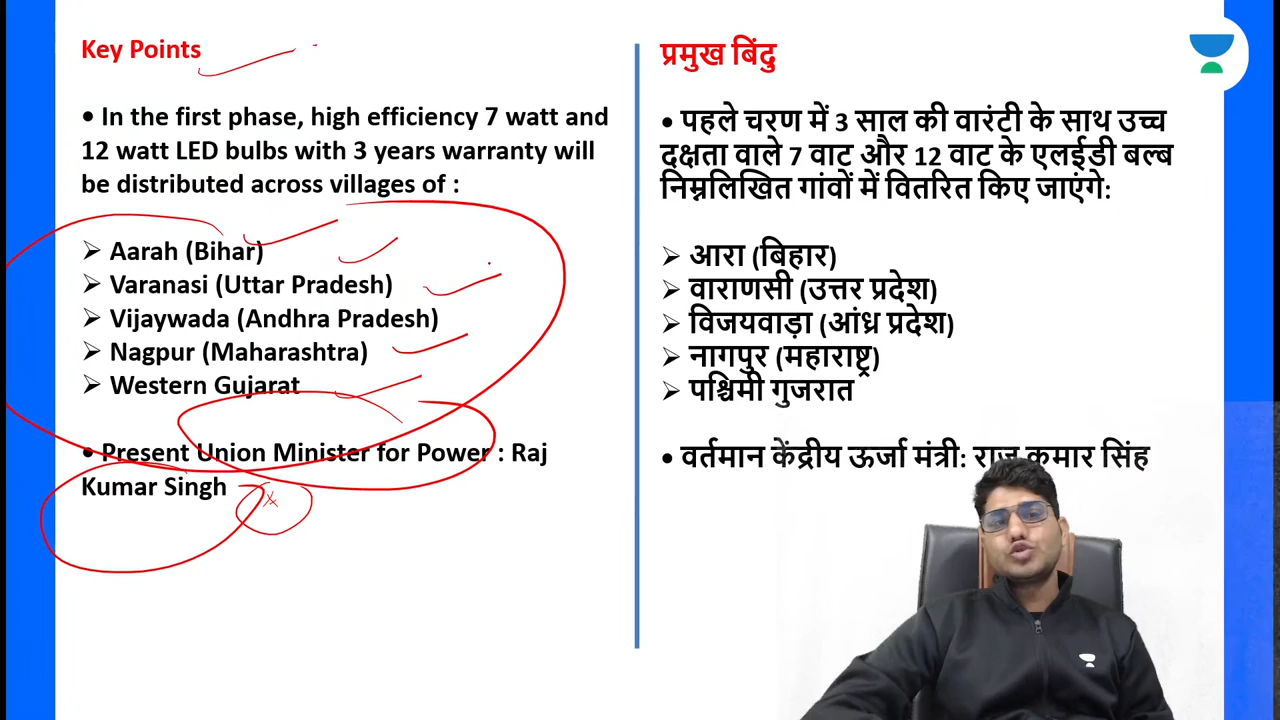 Key Points
• In the first phase, high efficiency 7 watt and
12 watt LED bulbs with 3 years warranty will
be distributed across villages of :
➢ Aarah (Bihar)
➢ Varanasi (Uttar Pradesh)
➢ Vijaywada (Andhra Pradesh)
➢ Nagpur (Maharashtra)
➢ Western Gujarat
• Present Union Minister for Power : Raj
Kumar Singh
प्रमुख बिंदु
• पहले चरण में 3 साल की वारंटी के साथ उच्च
दक्षता वाले 7 वाट और 12 वाट के एलईडी बल्ब
निम्नलिखित गांवों में वितरित किए जाएंगे:
➢ आरा (बिहार)
➢ वाराणसी (उत्तर प्रदेश)
➢ विजयवाड़ा (आंध्र प्रदेश)
➢ नागपुर (महाराष्ट्र)
➢ पश्चिमी गुजरात
• वर्तमान केंद्रीय ऊर्जा मंत्री: राज कुमार सिंह